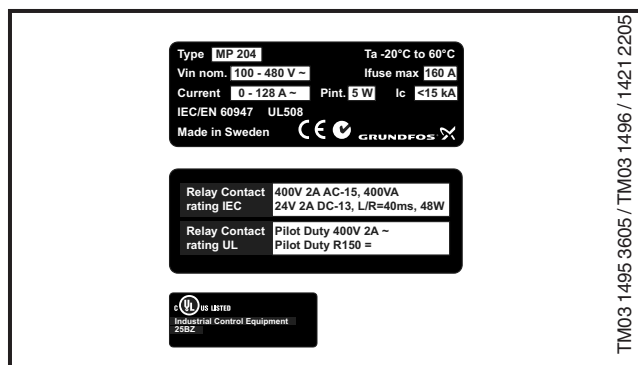 Type MP 204 Ta -20°C to 60°C
Vin nom. 100 - 480 V ~ Ifuse max 160 A
Current 0 - 128 A ~ Pint. 5 W Ic <15 kA
IEC/EN 60947 UL508
Made in Sweden CE GRUNDFOS
Relay Contact rating IEC
400V 2A AC-15, 400VA
24V 2A DC-13, L/R=40ms, 48W
Relay Contact rating UL
Pilot Duty 400V 2A ~
Pilot Duty R150 =
C UL US LISTED
Industrial Control Equipment
25BZ
TM03 1495 3605 / TM03 1496 / 1421 2205